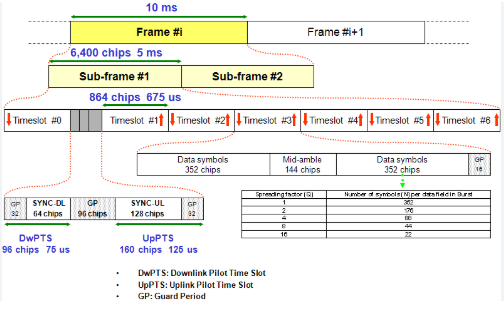 10 ms
Frame #i
Frame #i+1
6,400 chips 5 ms
Sub-frame #1
Sub-frame #2
864 chips 675 us
Timeslot #0
Timeslot #1
Timeslot #2
Timeslot #3
Timeslot #4
Timeslot #5
Timeslot #6
Data symbols
352 chips
Mid-amble
144 chips
Data symbols
352 chips
GP
16
GP
32
SYNC-DL
64 chips
GP
96 chips
SYNC-UL
128 chips
GP
32
DwPTS
96 chips 75 us
UpPTS
160 chips 125 us
Spreading factor (Q) Number of symbols (N) per data field in Burst
1 352
2 176
4 88
8 44
16 22
• DwPTS: Downlink Pilot Time Slot
• UpPTS: Uplink Pilot Time Slot
• GP: Guard Period